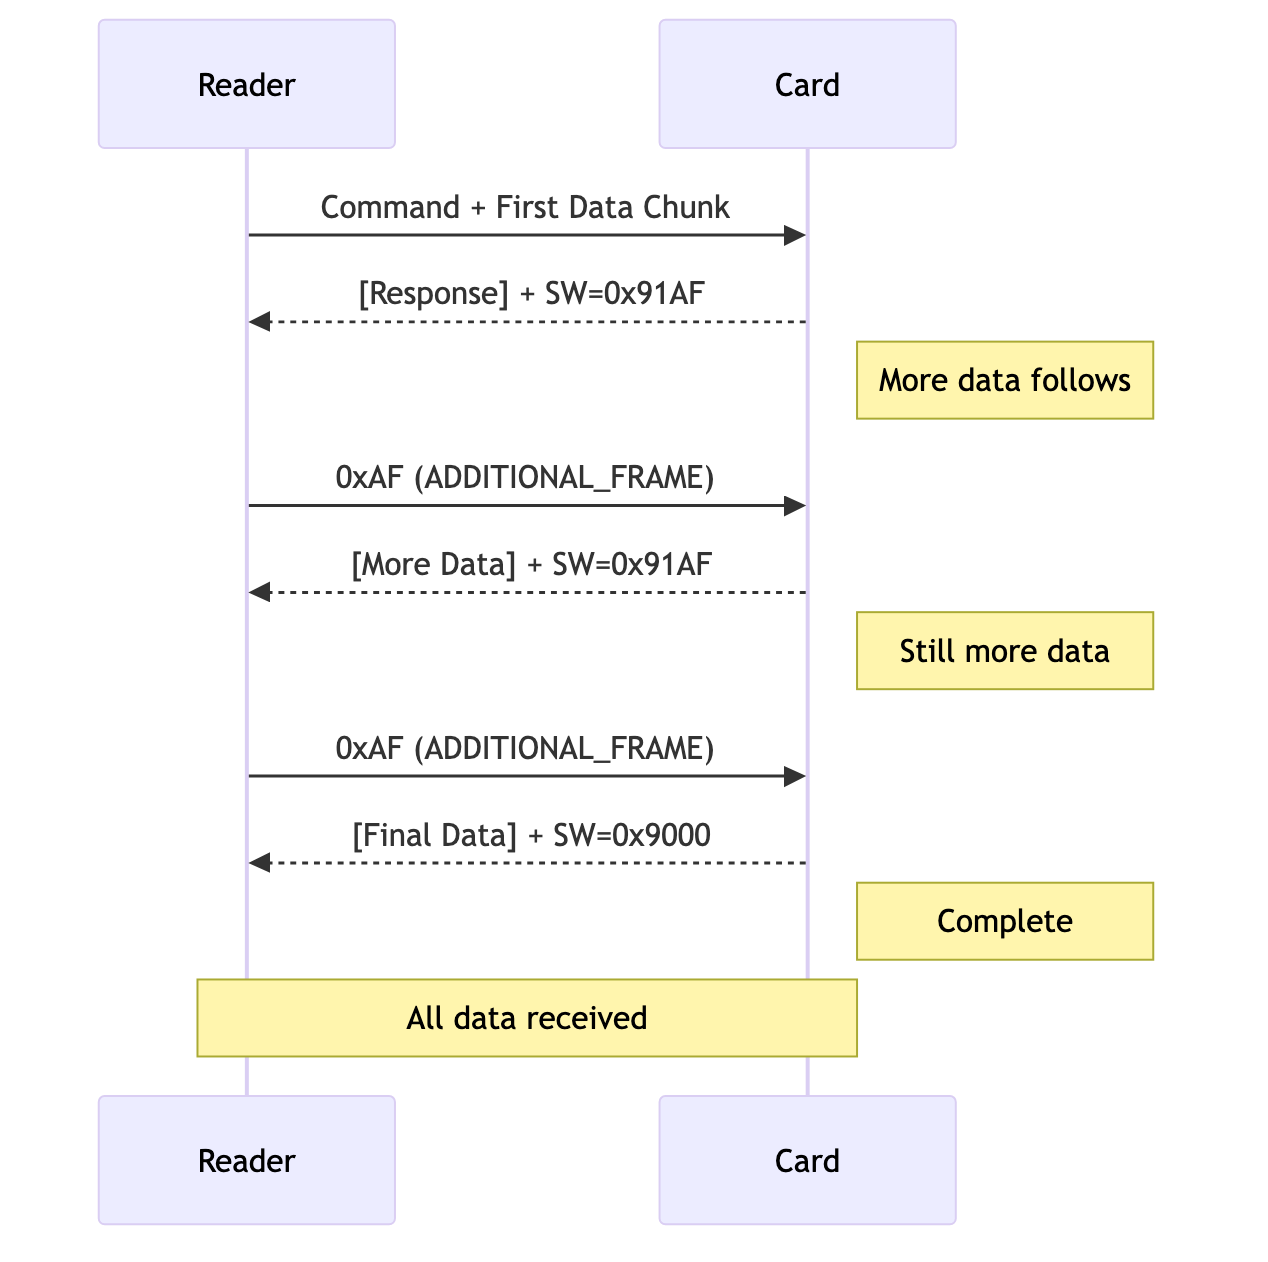 Reader
Card
Command + First Data Chunk
[Response] + SW=0x91AF
More data follows
0xAF (ADDITIONAL_FRAME)
[More Data] + SW=0x91AF
Still more data
0xAF (ADDITIONAL_FRAME)
[Final Data] + SW=0x9000
Complete
All data received
Reader
Card